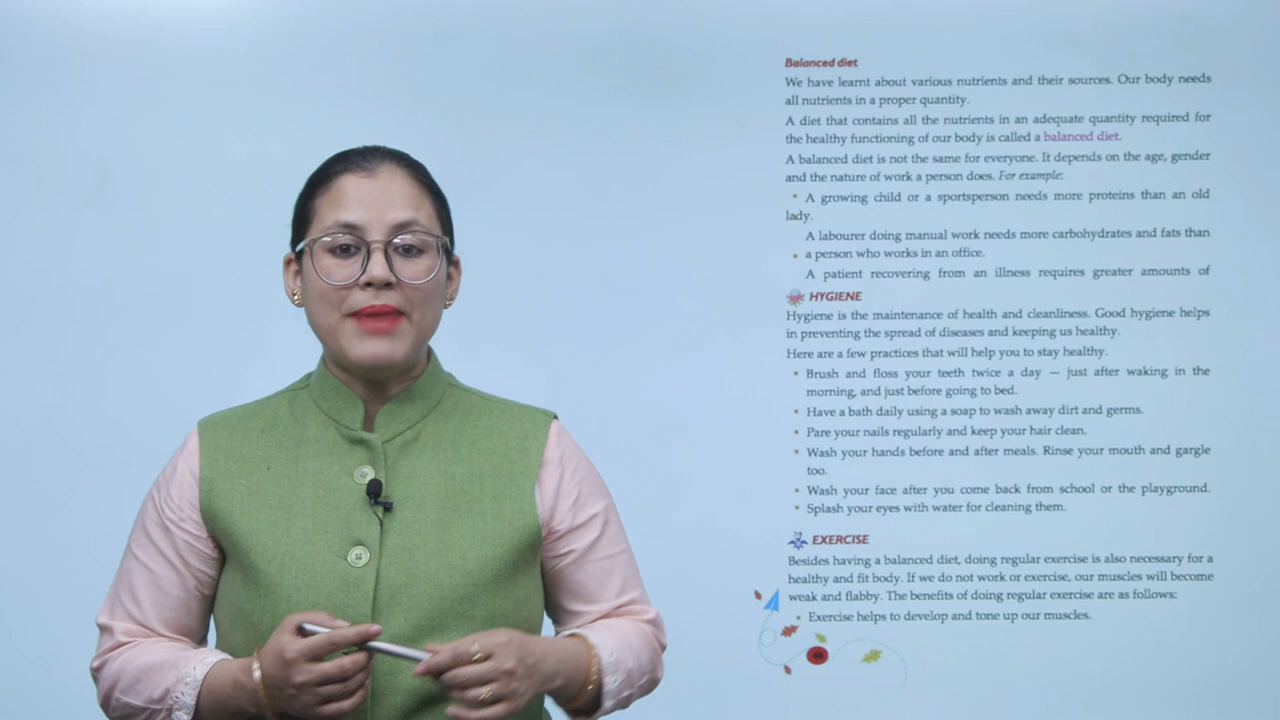 Balanced diet
We have learnt about various nutrients and their sources. Our body needs
all nutrients in a proper quantity.
A diet that contains all the nutrients in an adequate quantity required for
the healthy functioning of our body is called a balanced diet.
A balanced diet is not the same for everyone. It depends on the age, gender
and the nature of work a person does. For example:
• A growing child or a sportsperson needs more proteins than an old
lady.
A labourer doing manual work needs more carbohydrates and fats than
• a person who works in an office.
A patient recovering from an illness requires greater amounts of
HYGIENE
Hygiene is the maintenance of health and cleanliness. Good hygiene helps
in preventing the spread of diseases and keeping us healthy.
Here are a few practices that will help you to stay healthy.
• Brush and floss your teeth twice a day — just after waking in the
morning, and just before going to bed.
• Have a bath daily using a soap to wash away dirt and germs.
• Pare your nails regularly and keep your hair clean.
• Wash your hands before and after meals. Rinse your mouth and gargle
too.
• Wash your face after you come back from school or the playground.
• Splash your eyes with water for cleaning them.
EXERCISE
Besides having a balanced diet, doing regular exercise is also necessary for a
healthy and fit body. If we do not work or exercise, our muscles will become
weak and flabby. The benefits of doing regular exercise are as follows:
• Exercise helps to develop and tone up our muscles.